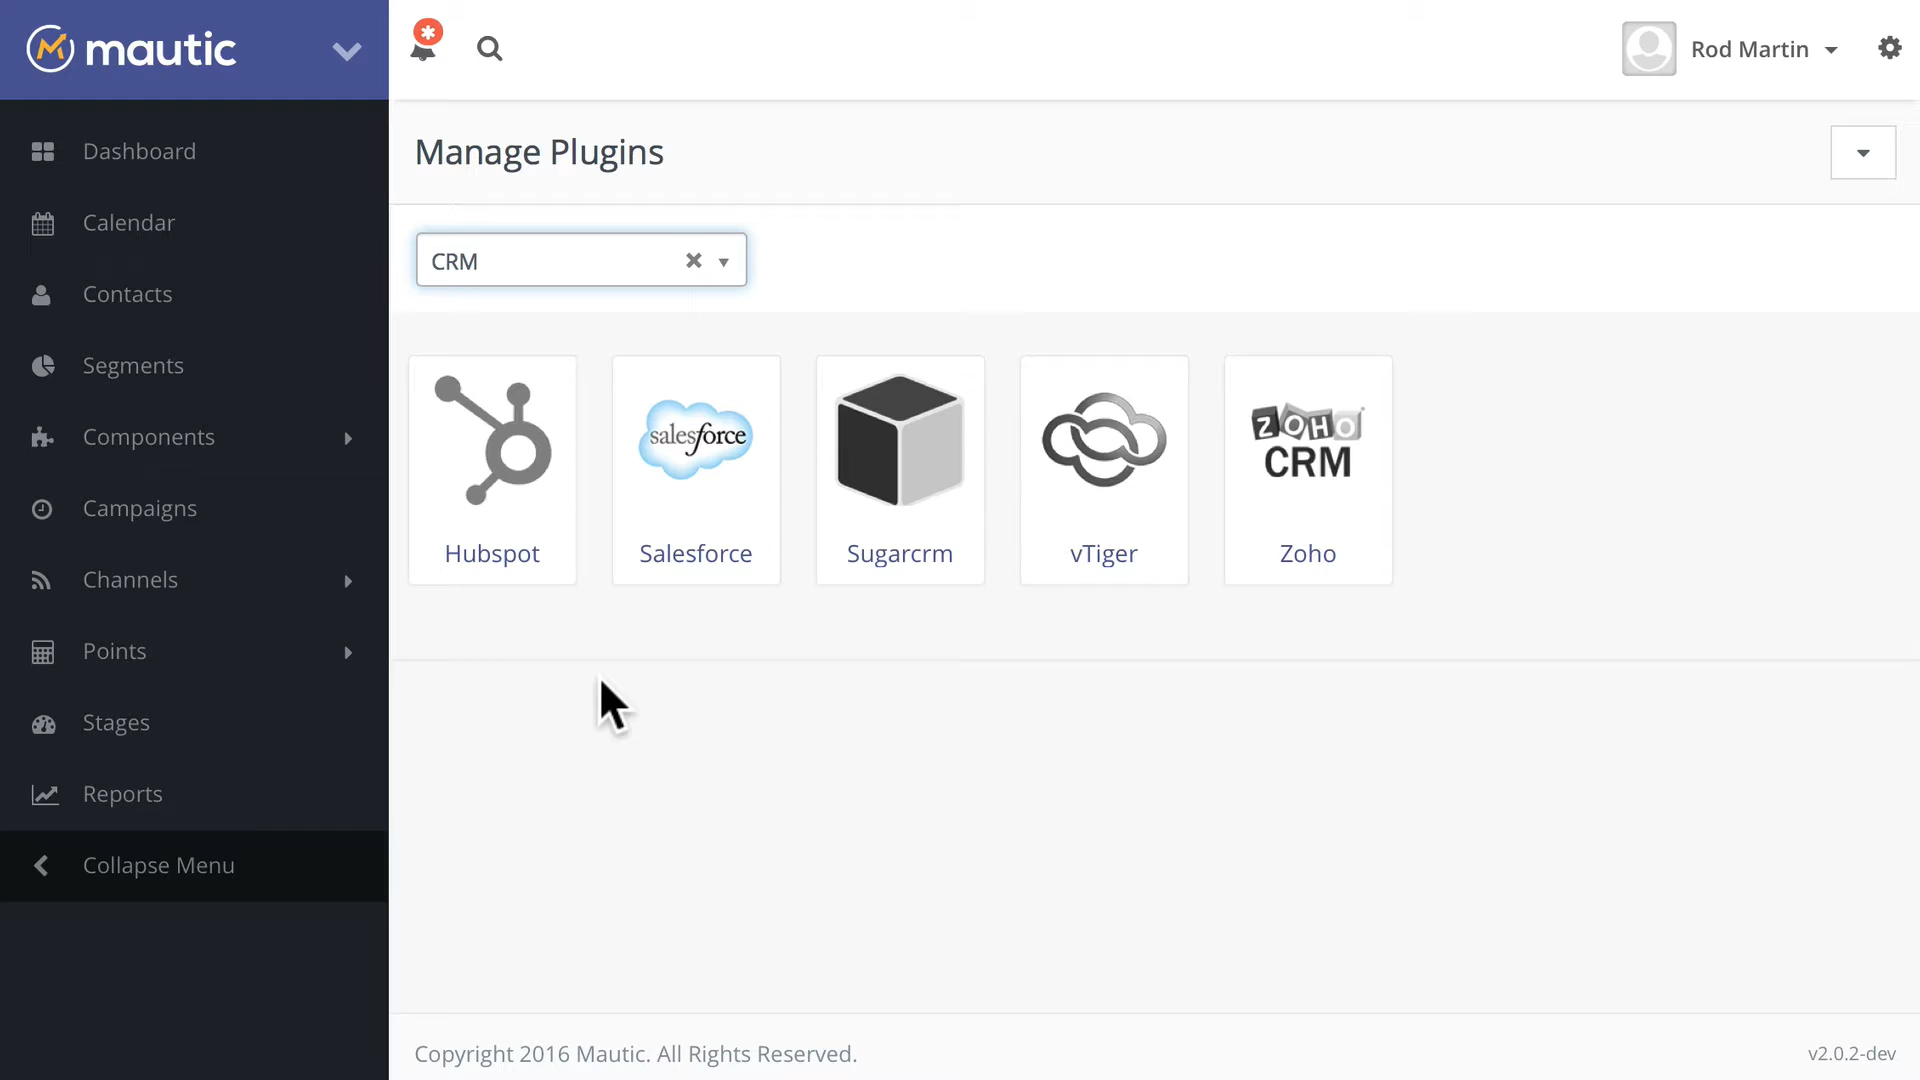 mautic
Rod Martin
Dashboard
Calendar
Contacts
Segments
Components
Campaigns
Channels
Points
Stages
Reports
Collapse Menu
Manage Plugins
CRM
salesforce
ZOHO
CRM
Hubspot
Salesforce
Sugarcrm
vTiger
Zoho
Copyright 2016 Mautic. All Rights Reserved.
v2.0.2-dev